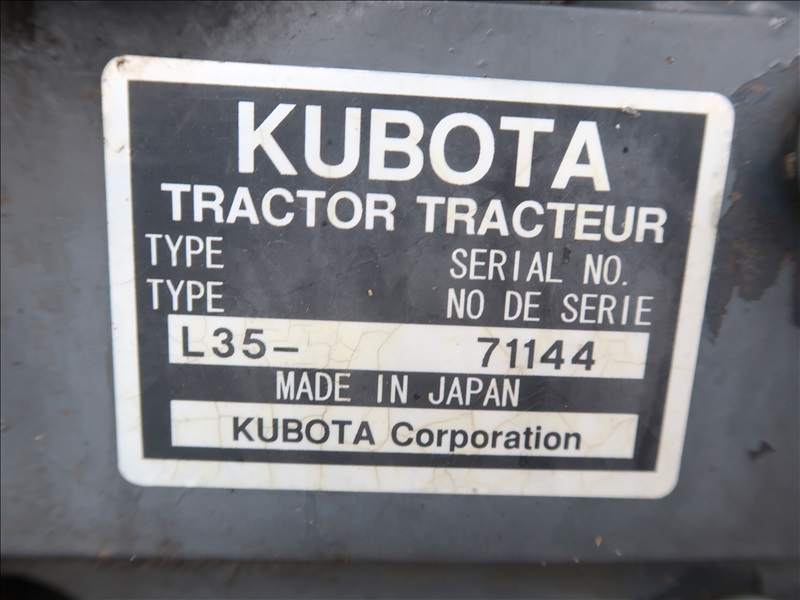 KUBOTA
TRACTOR TRACTEUR
TYPE SERIAL NO.
TYPE NO DE SERIE
L35- 71144
MADE IN JAPAN
KUBOTA Corporation